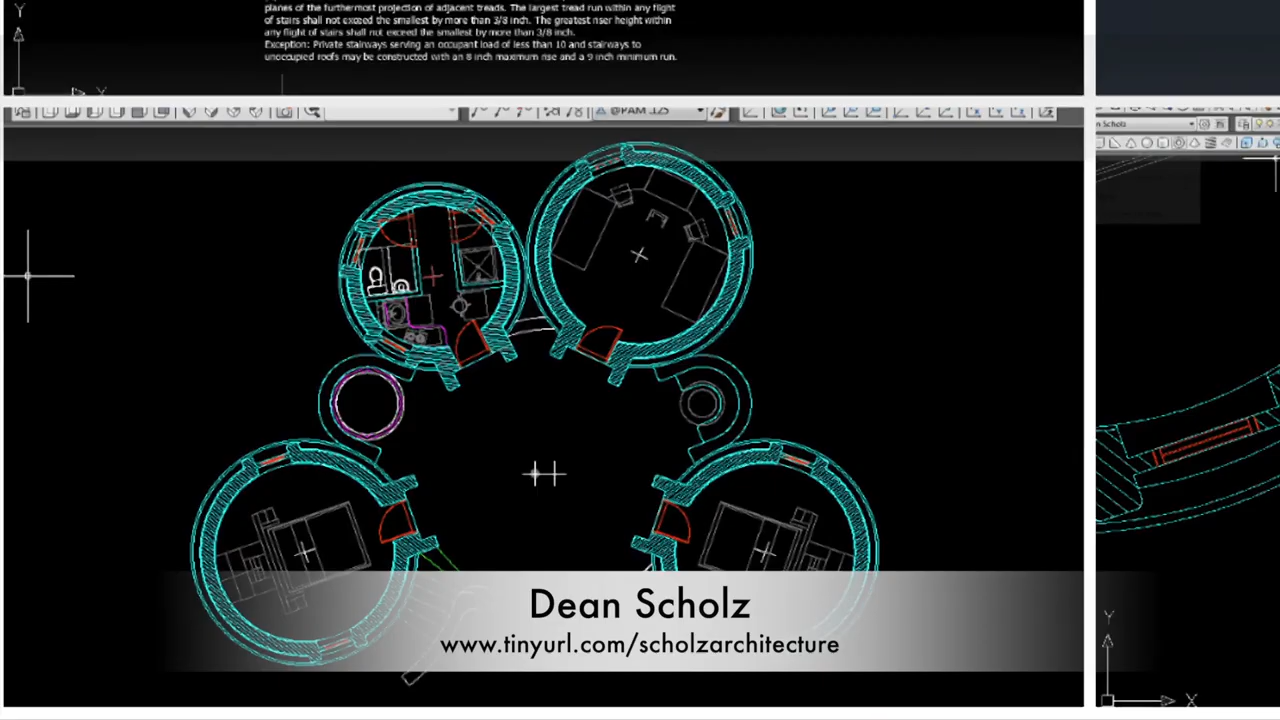 Y
planes of the furthermost projection of adjacent treads. The largest tread run within any flight
of stairs shall not exceed the smallest by more than 3/8 inch. The greatest riser height within
any flight of stairs shall not exceed the smallest by more than 3/8 inch.
Exception: Private stairways serving an occupant load of less than 10 and stairways to
unoccupied roofs may be constructed with an 8 inch maximum rise and a 9 inch minimum run.
X
@PAM .125
n Scholz
Dean Scholz
www.tinyurl.com/scholzarchitecture
Y
X